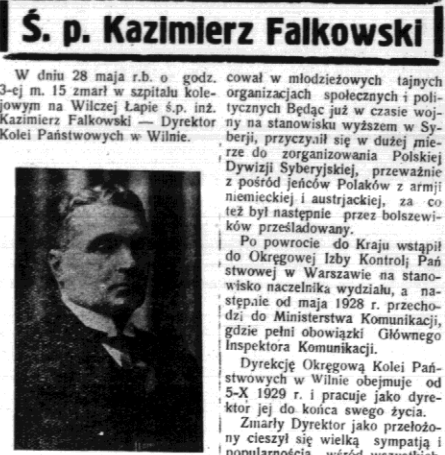 Ś. p. Kazimierz Falkowski
W dniu 28 maja r.b. o godz.
3-ej m. 15 zmarł w szpitalu kole-
jowym na Wilczej Łapie ś.p. inż.
Kazimierz Falkowski — Dyrektor
Kolei Państwowych w Wilnie.
cował w młodzieżowych tajnych
organizacjach społecznych i poli-
tycznych Będąc już w czasie woj-
ny na stanowisku wyższem w Sy-
berji, przyczynił się w dużej mie-
rze do zorganizowania Polskiej
Dywizji Syberyjskiej, przeważnie
z pośród jeńców Polaków z armji
niemieckiej i austrjackiej, za co
też był następnie przez bolszewi-
ków prześladowany.
Po powrocie do Kraju wstąpił
do Okręgowej Izby Kontroli Pań
stwowej w Warszawie na stano-
wisko naczelnika wydziału, a na-
stępnie od maja 1928 r. przecho-
dzi do Ministerstwa Komunikacji,
gdzie pełni obowiązki Głównego
Inspektora Komunikacji.
Dyrekcję Okręgową Kolei Pań-
stwowych w Wilnie obejmuje od
5-X 1929 r. i pracuje jako dyre-
ktor jej do końca swego życia.
Zmarły Dyrektor jako przełożo-
ny cieszył się wielką sympatją i